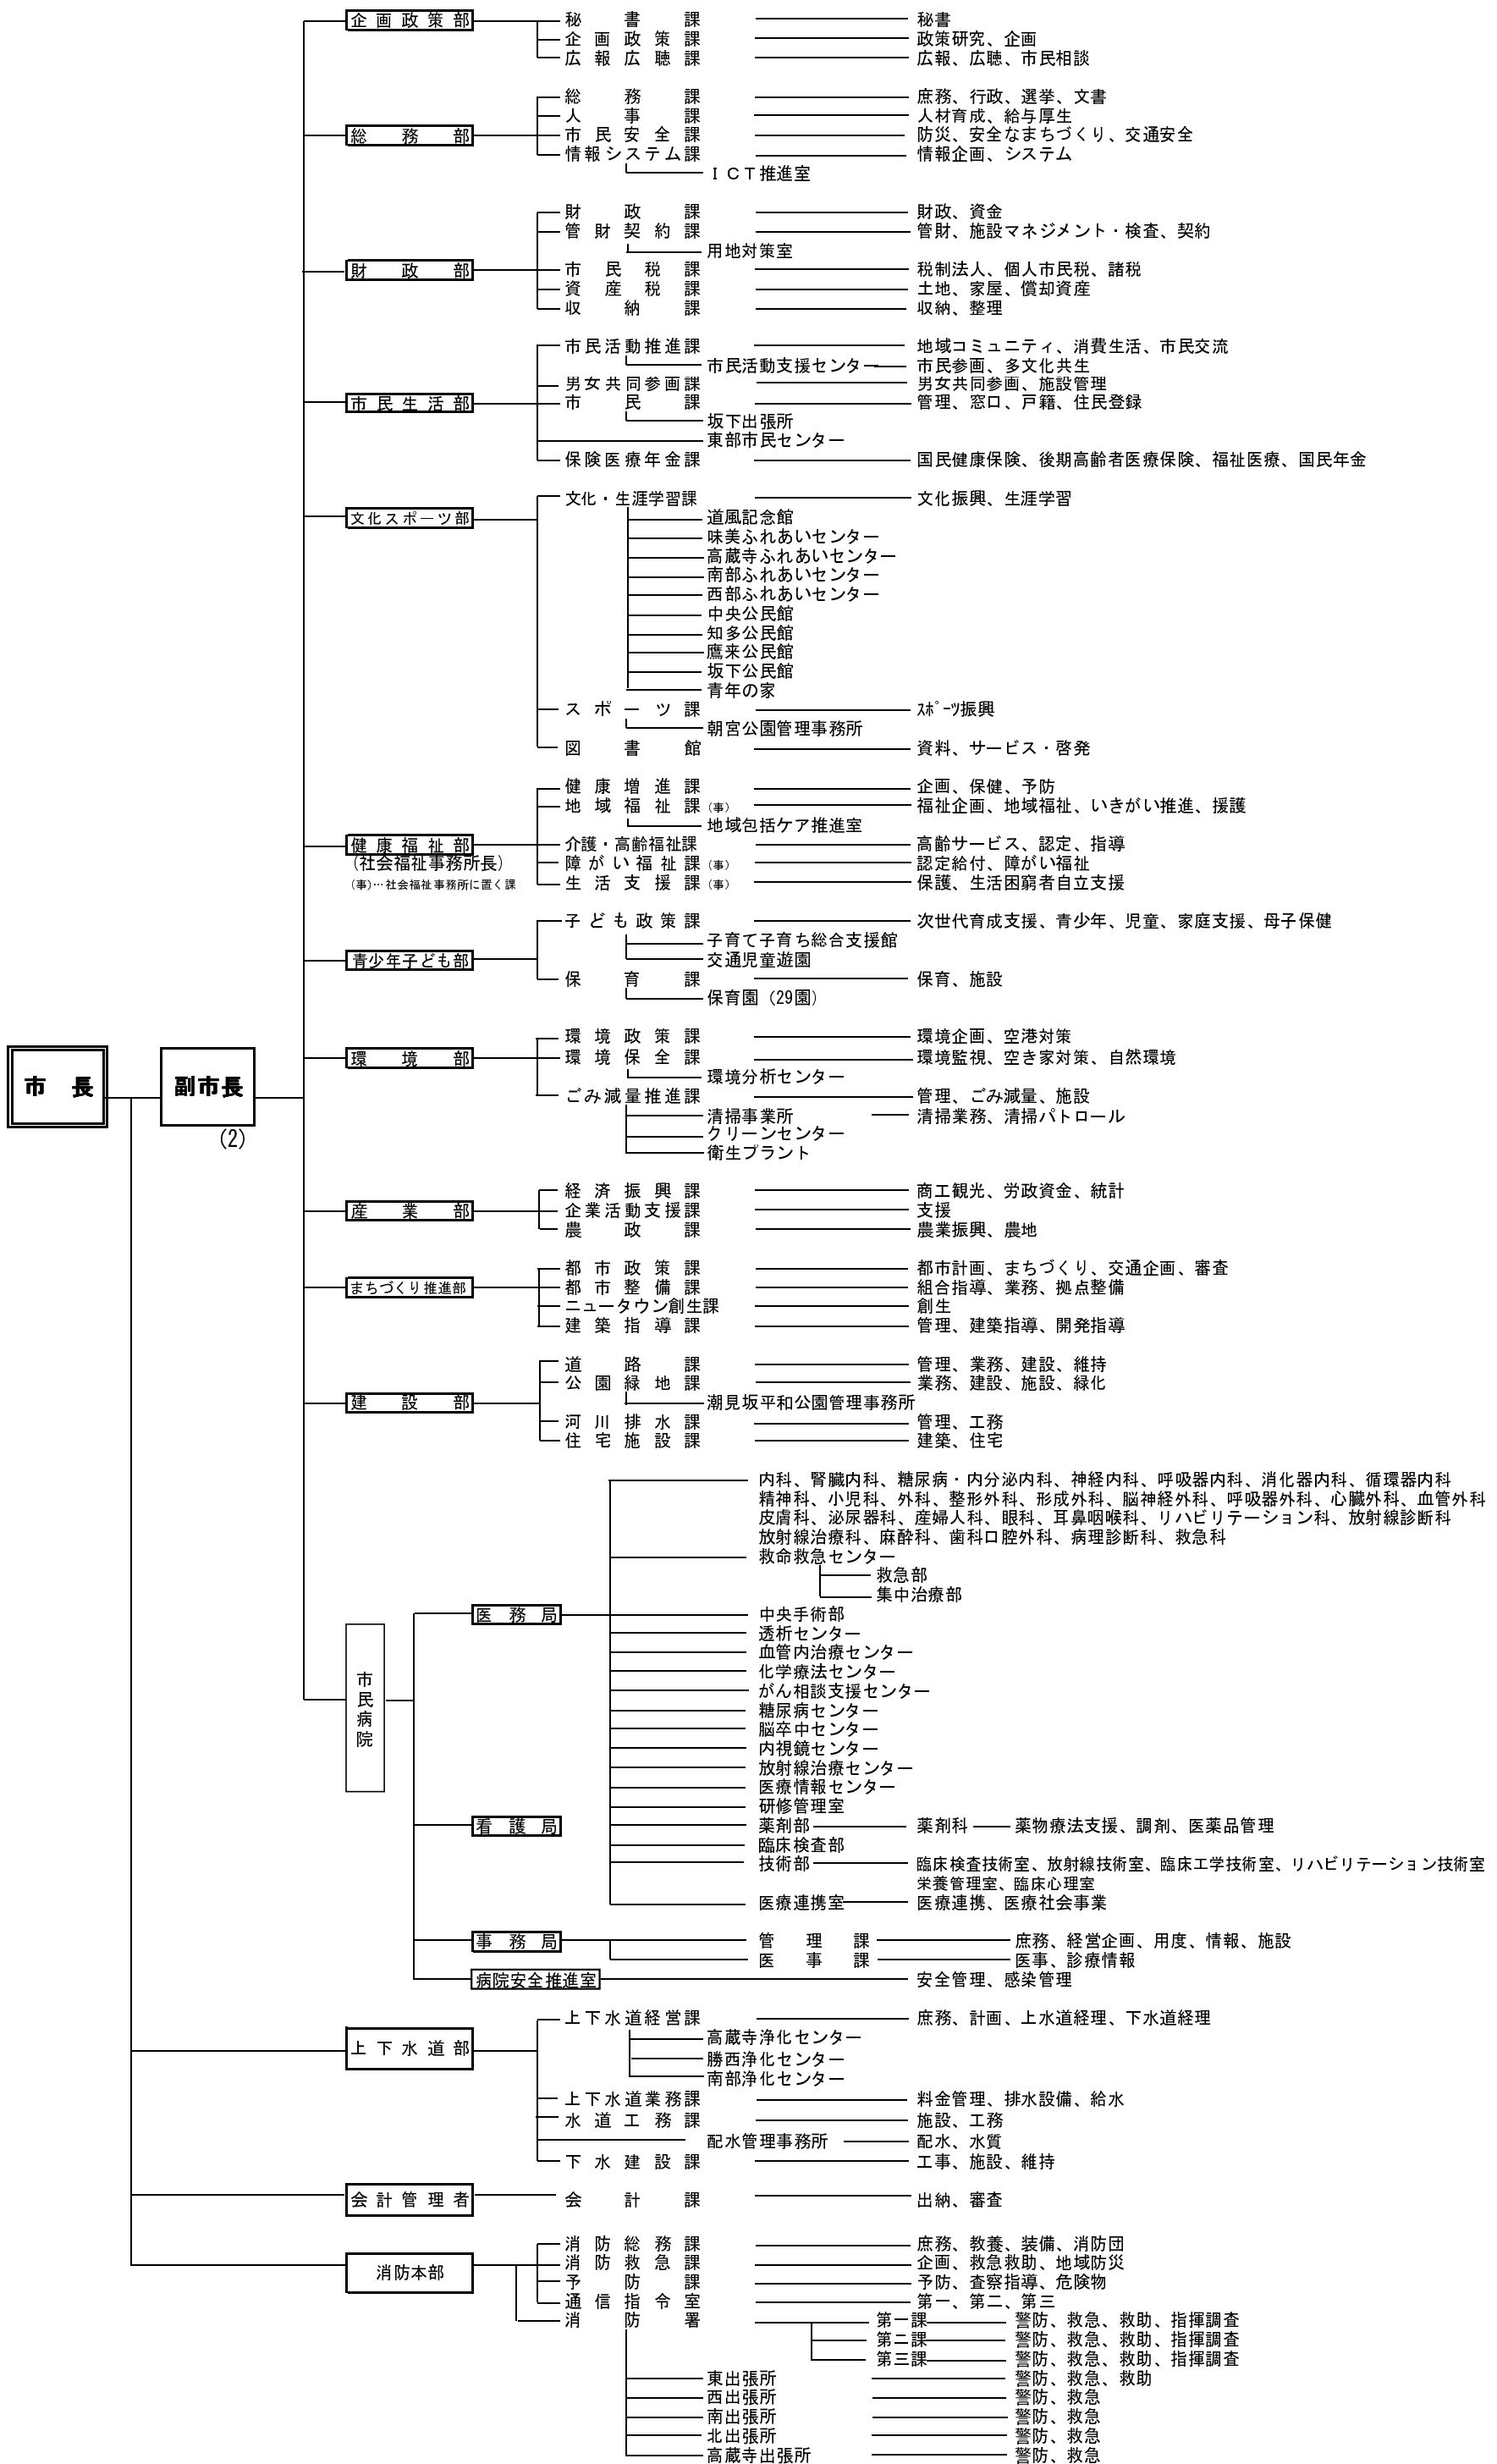 企画政策部 秘書課 秘書
企画政策課 政策研究、企画
広報広聴課 広報、広聴、市民相談
総務課 庶務、行政、選挙、文書
人事課 人材育成、給与厚生
総務部 市民安全課 防災、安全なまちづくり、交通安全
情報システム課 情報企画、システム
ＩＣＴ推進室
財政課 財政、資金
管財契約課 管財、施設マネジメント・検査、契約
用地対策室
財政部 市民税課 税制法人、個人市民税、諸税
資産税課 土地、家屋、償却資産
収納課 収納、整理
市民活動推進課 地域コミュニティ、消費生活、市民交流
市民活動支援センター 市民参画、多文化共生
男女共同参画課 男女共同参画、施設管理
市民生活部 市民課 管理、窓口、戸籍、住民登録
坂下出張所
東部市民センター
保険医療年金課 国民健康保険、後期高齢者医療保険、福祉医療、国民年金
文化・生涯学習課 文化振興、生涯学習
文化スポーツ部 道風記念館
味美ふれあいセンター
高蔵寺ふれあいセンター
南部ふれあいセンター
西部ふれあいセンター
中央公民館
知多公民館
鷹来公民館
坂下公民館
青年の家
スポーツ課 ｽﾎﾟｰﾂ振興
朝宮公園管理事務所
図書館 資料、サービス・啓発
健康増進課 企画、保健、予防
地域福祉課（事） 福祉企画、地域福祉、いきがい推進、援護
地域包括ケア推進室
健康福祉部 介護・高齢福祉課 高齢サービス、認定、指導
（社会福祉事務所長） 障がい福祉課（事） 認定給付、障がい福祉
（事）…社会福祉事務所に置く課 生活支援課（事） 保護、生活困窮者自立支援
子ども政策課 次世代育成支援、青少年、児童、家庭支援、母子保健
子育て子育ち総合支援館
青少年子ども部 交通児童遊園
保育課 保育、施設
保育園（29園）
環境政策課 環境企画、空港対策
環境部 環境保全課 環境監視、空き家対策、自然環境
環境分析センター
市長 副市長 ごみ減量推進課 管理、ごみ減量、施設
清掃事業所 清掃業務、清掃パトロール
(2) クリーンセンター
衛生プラント
経済振興課 商工観光、労政資金、統計
産業部 企業活動支援課 支援
農政課 農業振興、農地
都市政策課 都市計画、まちづくり、交通企画、審査
まちづくり推進部 都市整備課 組合指導、業務、拠点整備
ニュータウン創生課 創生
建築指導課 管理、建築指導、開発指導
道路課 管理、業務、建設、維持
公園緑地課 業務、建設、施設、緑化
建設部 潮見坂平和公園管理事務所
河川排水課 管理、工務
住宅施設課 建築、住宅
内科、腎臓内科、糖尿病・内分泌内科、神経内科、呼吸器内科、消化器内科、循環器内科
精神科、小児科、外科、整形外科、形成外科、脳神経外科、呼吸器外科、心臓外科、血管外科
皮膚科、泌尿器科、産婦人科、眼科、耳鼻咽喉科、リハビリテーション科、放射線診断科
放射線治療科、麻酔科、歯科口腔外科、病理診断科、救急科
救命救急センター
救急部
集中治療部
医務局 中央手術部
透析センター
血管内治療センター
市民病院 化学療法センター
がん相談支援センター
糖尿病センター
脳卒中センター
内視鏡センター
放射線治療センター
医療情報センター
研修管理室
看護局 薬剤部 薬剤科 薬物療法支援、調剤、医薬品管理
臨床検査部
技術部 臨床検査技術室、放射線技術室、臨床工学技術室、リハビリテーション技術室
栄養管理室、臨床心理室
医療連携室 医療連携、医療社会事業
事務局 管理課 庶務、経営企画、用度、情報、施設
医事課 医事、診療情報
病院安全推進室 安全管理、感染管理
上下水道経営課 庶務、計画、上水道経理、下水道経理
上下水道部 高蔵寺浄化センター
勝西浄化センター
南部浄化センター
上下水道業務課 料金管理、排水設備、給水
水道工務課 施設、工務
配水管理事務所 配水、水質
下水建設課 工事、施設、維持
会計管理者 会計課 出納、審査
消防総務課 庶務、教養、装備、消防団
消防本部 消防救急課 企画、救急救助、地域防災
予防課 予防、査察指導、危険物
通信指令室 第一、第二、第三
消防署 第一課 警防、救急、救助、指揮調査
第二課 警防、救急、救助、指揮調査
第三課 警防、救急、救助、指揮調査
東出張所 警防、救急、救助
西出張所 警防、救急
南出張所 警防、救急
北出張所 警防、救急
高蔵寺出張所 警防、救急